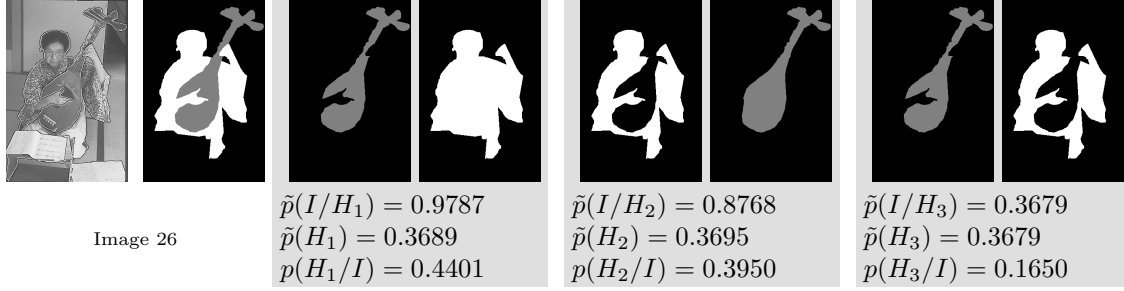 Image 26
p̃(I/H₁) = 0.9787
p̃(H₁) = 0.3689
p(H₁/I) = 0.4401
p̃(I/H₂) = 0.8768
p̃(H₂) = 0.3695
p(H₂/I) = 0.3950
p̃(I/H₃) = 0.3679
p̃(H₃) = 0.3679
p(H₃/I) = 0.1650